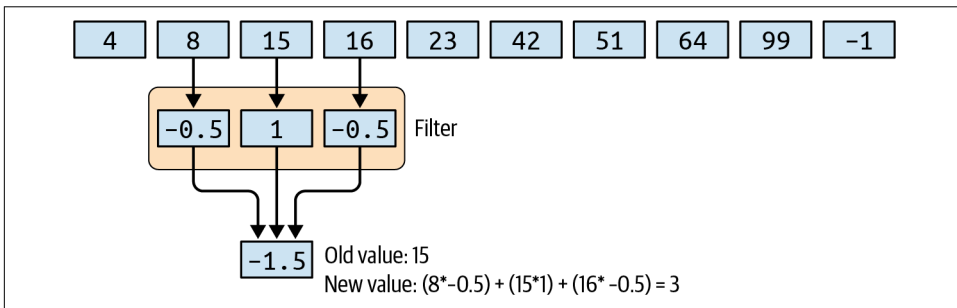 4 8 15 16 23 42 51 64 99 −1
−0.5 1 −0.5 Filter
−1.5 Old value: 15
New value: (8*−0.5) + (15*1) + (16* −0.5) = 3